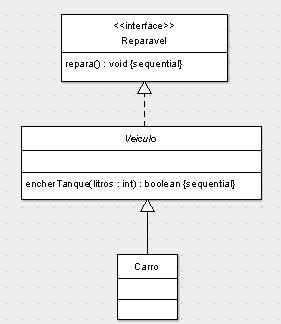 <<interface>>
Reparavel
repara() : void {sequential}
Veiculo
encherTanque(litros : int) : boolean {sequential}
Carro